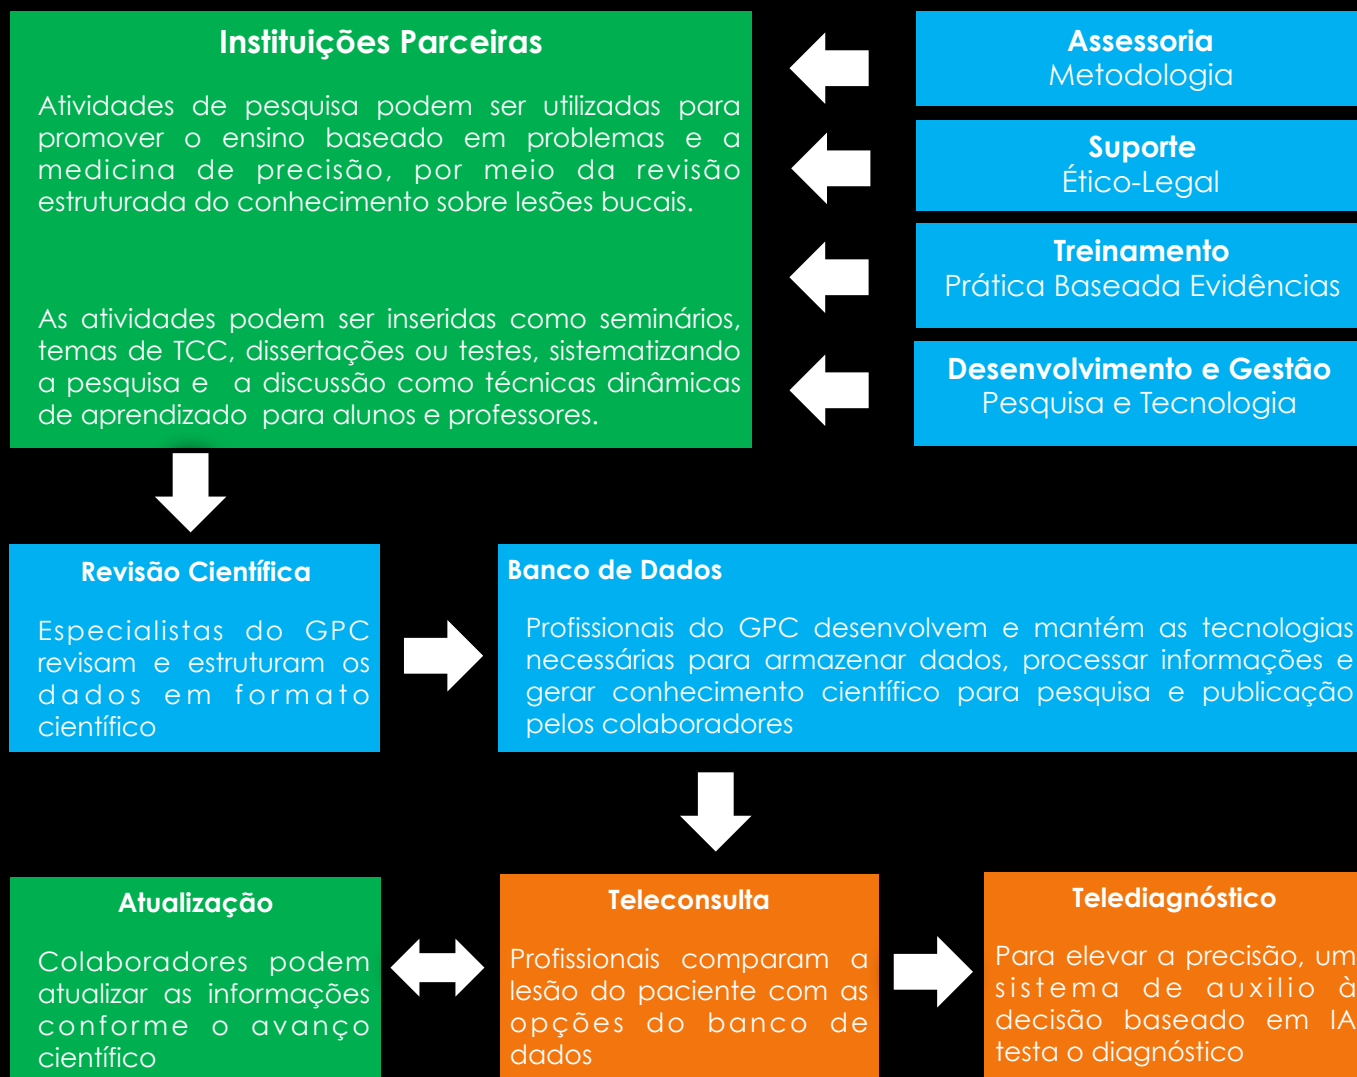 Instituições Parceiras
Atividades de pesquisa podem ser utilizadas para
promover o ensino baseado em problemas e a
medicina de precisão, por meio da revisão
estruturada do conhecimento sobre lesões bucais.
As atividades podem ser inseridas como seminários,
temas de TCC, dissertações ou testes, sistematizando
a pesquisa e a discussão como técnicas dinâmicas
de aprendizado para alunos e professores.
Assessoria
Metodologia
Suporte
Ético-Legal
Treinamento
Prática Baseada Evidências
Desenvolvimento e Gestâo
Pesquisa e Tecnologia
Revisão Científica
Especialistas do GPC
revisam e estruturam os
dados em formato
científico
Banco de Dados
Profissionais do GPC desenvolvem e mantém as tecnologias
necessárias para armazenar dados, processar informações e
gerar conhecimento científico para pesquisa e publicação
pelos colaboradores
Atualização
Colaboradores podem
atualizar as informações
conforme o avanço
científico
Teleconsulta
Profissionais comparam a
lesão do paciente com as
opções do banco de
dados
Telediagnóstico
Para elevar a precisão, um
sistema de auxilio à
decisão baseado em IA
testa o diagnóstico